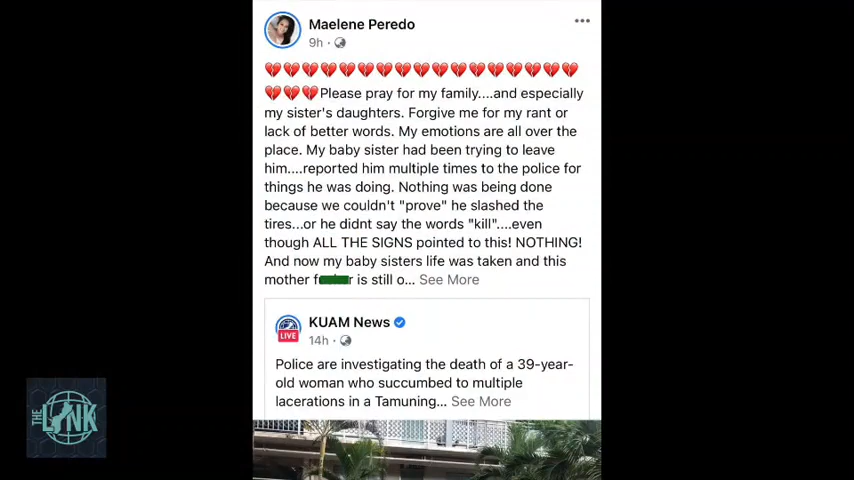 Maelene Peredo
9h ·
Please pray for my family....and especially
my sister's daughters. Forgive me for my rant or
lack of better words. My emotions are all over the
place. My baby sister had been trying to leave
him....reported him multiple times to the police for
things he was doing. Nothing was being done
because we couldn't "prove" he slashed the
tires...or he didnt say the words "kill"....even
though ALL THE SIGNS pointed to this! NOTHING!
And now my baby sisters life was taken and this
mother f r is still o... See More
KUAM News
LIVE
14h ·
Police are investigating the death of a 39-year-
old woman who succumbed to multiple
lacerations in a Tamuning... See More
THE LINK